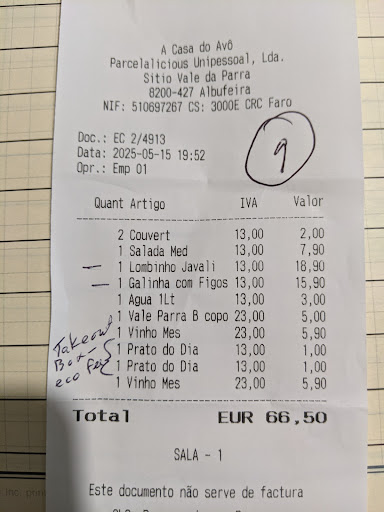 A Casa do Avô
Parcelalicious Unipessoal, Lda.
Sitio Vale da Parra
8200-427 Albufeira
NIF: 510697267 CS: 3000E CRC Faro
Doc.: EC 2/4913
Data: 2025-05-15 19:52
Opr.: Emp 01
9
Quant Artigo IVA Valor
2 Couvert 13,00 2,00
1 Salada Med 13,00 7,90
1 Lombinho Javali 13,00 18,90
1 Galinha com Figos 13,00 15,90
1 Agua 1Lt 13,00 3,00
1 Vale Parra B copo 23,00 5,00
1 Vinho Mes 23,00 5,90
1 Prato do Dia 13,00 1,00
1 Prato do Dia 13,00 1,00
1 Vinho Mes 23,00 5,90
Takeout
Box
eco fee
Total EUR 66,50
SALA - 1
Este documento não serve de factura